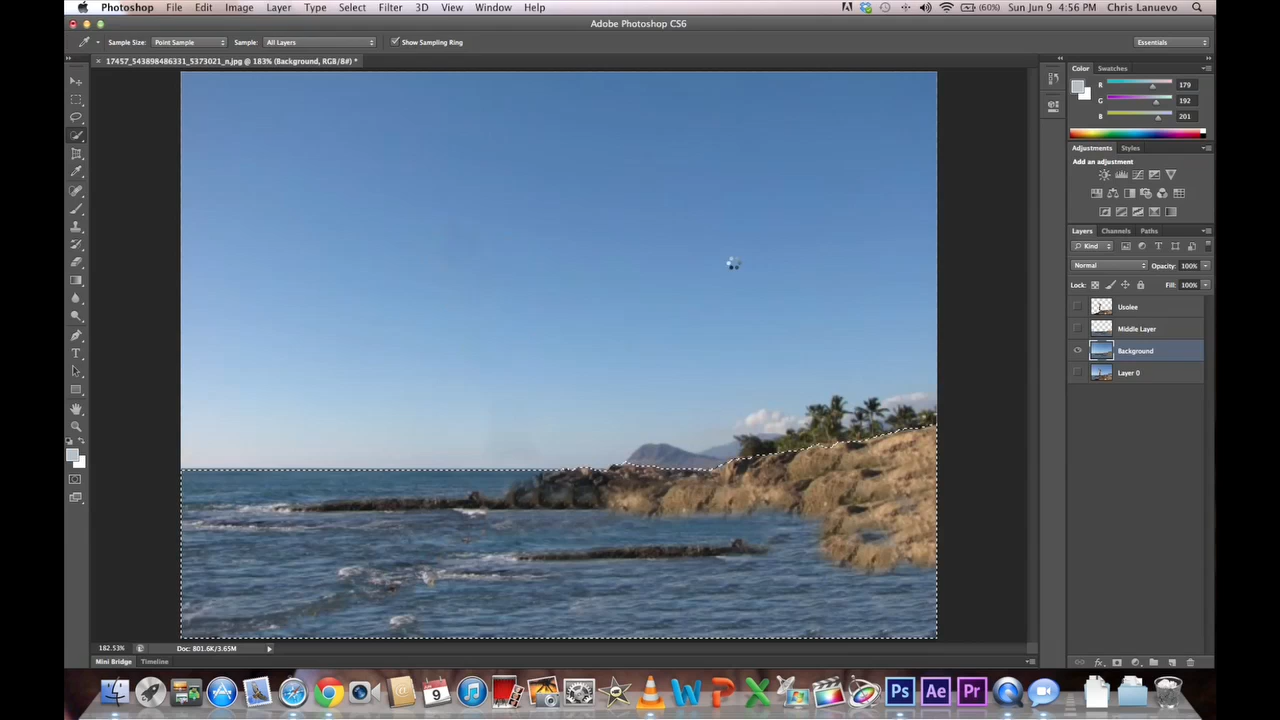 Photoshop File Edit Image Layer Type Select Filter 3D View Window Help (60%) Sun Jun 9 4:56 PM Chris Lanuevo
Adobe Photoshop CS6
Sample Size: Point Sample Sample: All Layers Show Sampling Ring Essentials
17457_543898486331_5373021_n.jpg @ 183% (Background, RGB/8#) *
Color Swatches
R 179
G 192
B 201
Adjustments Styles
Add an adjustment
Layers Channels Paths
Kind
Normal Opacity: 100%
Lock: Fill: 100%
Usolee
Middle Layer
Background
Layer 0
182.53% Doc: 801.6K/3.65M
Mini Bridge Timeline
9
Ps Ae Pr